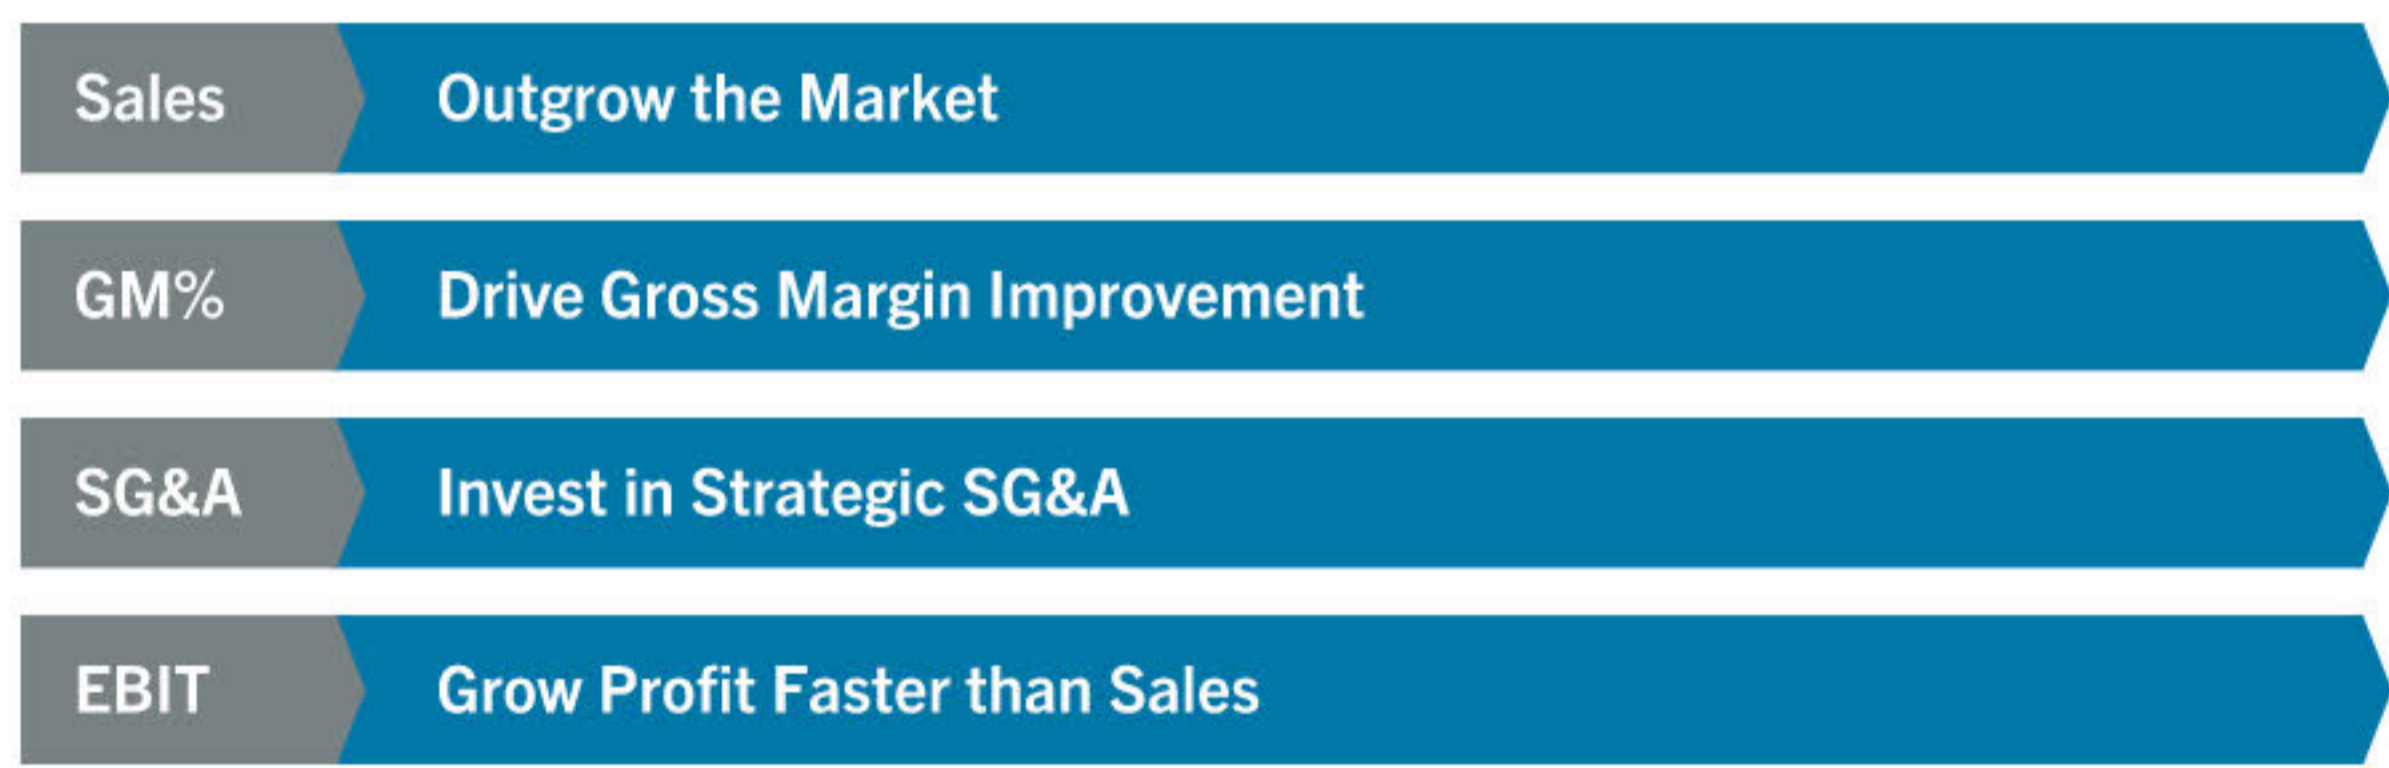 Sales Outgrow the Market
GM% Drive Gross Margin Improvement
SG&A Invest in Strategic SG&A
EBIT Grow Profit Faster than Sales